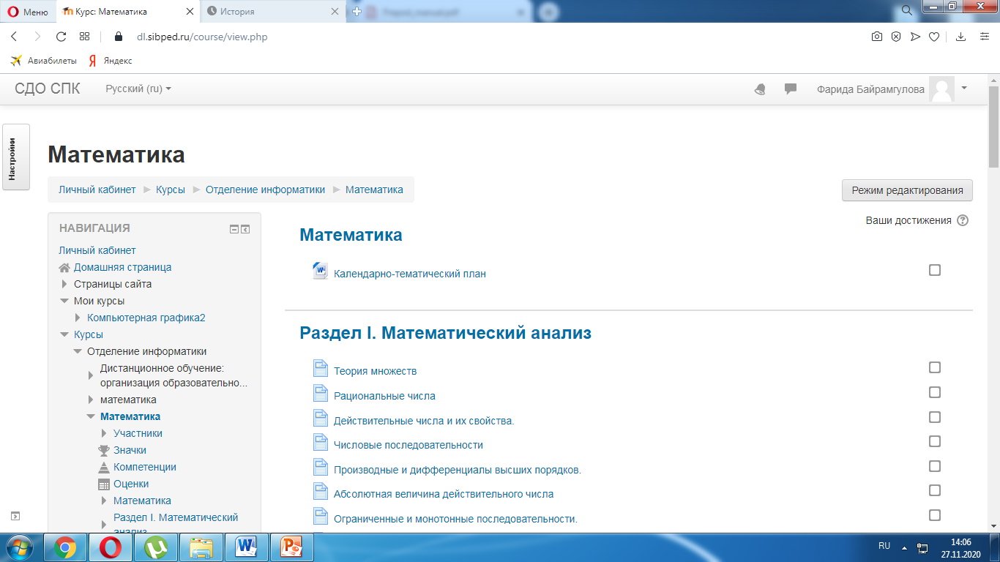 Меню
Курс: Математика
История
dl.sibped.ru/course/view.php
Авиабилеты
Яндекс
СДО СПК
Русский (ru)
Фарида Байрамгулова
Настройки
Математика
Личный кабинет
Курсы
Отделение информатики
Математика
Режим редактирования
Ваши достижения
НАВИГАЦИЯ
Личный кабинет
Домашняя страница
Страницы сайта
Мои курсы
Компьютерная графика2
Курсы
Отделение информатики
Дистанционное обучение:
организация образовательно...
математика
Математика
Участники
Значки
Компетенции
Оценки
Математика
Раздел I. Математический
анализ
Математика
Календарно-тематический план
Раздел I. Математический анализ
Теория множеств
Рациональные числа
Действительные числа и их свойства.
Числовые последовательности
Производные и дифференциалы высших порядков.
Абсолютная величина действительного числа
Ограниченные и монотонные последовательности.
RU
14:06
27.11.2020